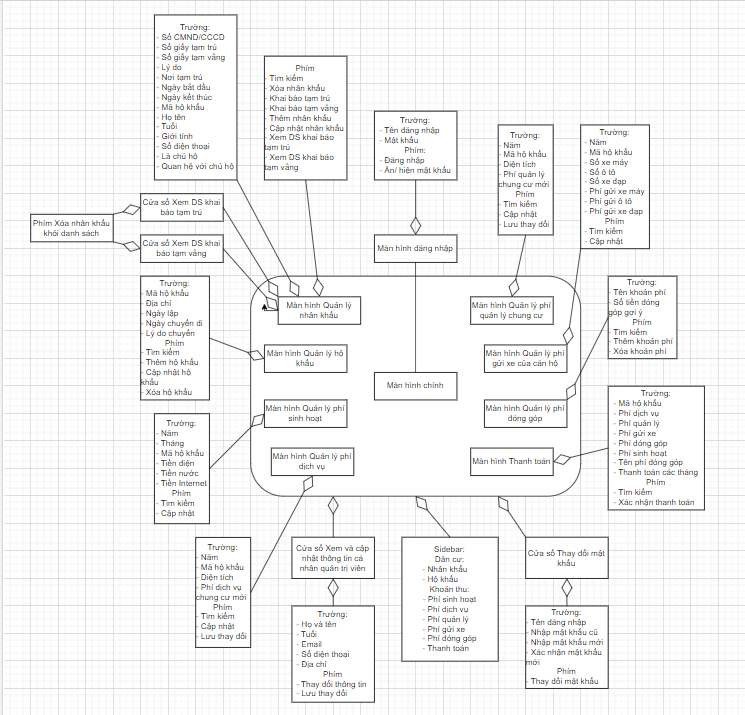 Trường:
- Số CMND/CCCD
- Số giấy tạm trú
- Số giấy tạm vắng
- Lý do
- Nơi tạm trú
- Ngày bắt đầu
- Ngày kết thúc
- Mã hộ khẩu
- Họ tên
- Tuổi
- Giới tính
- Số điện thoại
- Là chủ hộ
- Quan hệ với chủ hộ
Phím
- Tìm kiếm
- Xóa nhân khẩu
- Khai báo tạm trú
- Khai báo tạm vắng
- Thêm nhân khẩu
- Cập nhật nhân khẩu
- Xem DS khai báo
tạm trú
- Xem DS khai báo
tạm vắng
Trường:
- Tên đăng nhập
- Mật khẩu
Phím:
- Đăng nhập
- Ẩn/ hiện mật khẩu
Trường:
- Năm
- Mã hộ khẩu
- Diện tích
- Phí quản lý
chung cư mới
Phím
- Tìm kiếm
- Cập nhật
- Lưu thay đổi
Trường:
- Năm
- Mã hộ khẩu
- Số xe máy
- Số ô tô
- Số xe đạp
- Phí gửi xe máy
- Phí gửi ô tô
- Phí gửi xe đạp
Phím
- Tìm kiếm
- Cập nhật
Phím Xóa nhân khẩu
khỏi danh sách
Cửa sổ Xem DS khai
báo tạm trú
Cửa sổ Xem DS khai
báo tạm vắng
Màn hình đăng nhập
Trường:
- Mã hộ khẩu
- Địa chỉ
- Ngày lập
- Ngày chuyển đi
- Lý do chuyển
Phím
- Tìm kiếm
- Thêm hộ khẩu
- Cập nhật hộ
khẩu
- Xóa hộ khẩu
Màn hình Quản lý
nhân khẩu
Màn hình Quản lý phí
quản lý chung cư
Trường:
- Tên khoản phí
- Số tiền đóng
góp gợi ý
Phím
- Tìm kiếm
- Thêm khoản phí
- Xóa khoản phí
Màn hình Quản lý hộ
khẩu
Màn hình Quản lý phí
gửi xe của căn hộ
Màn hình chính
Màn hình Quản lý phí
sinh hoạt
Màn hình Quản lý phí
đóng góp
Trường:
- Năm
- Tháng
- Mã hộ khẩu
- Tiền điện
- Tiền nước
- Tiền Internet
Phím
- Tìm kiếm
- Cập nhật
Màn hình Quản lý phí
dịch vụ
Màn hình Thanh toán
Trường:
- Mã hộ khẩu
- Phí dịch vụ
- Phí quản lý
- Phí gửi xe
- Phí đóng góp
- Phí sinh hoạt
- Tên phí đóng góp
- Thanh toán các tháng
Phím
- Tìm kiếm
- Xác nhận thanh toán
Trường:
- Năm
- Mã hộ khẩu
- Diện tích
- Phí dịch vụ
chung cư mới
Phím
- Tìm kiếm
- Cập nhật
- Lưu thay đổi
Cửa sổ Xem và cập
nhật thông tin cá
nhân quản trị viên
Trường:
- Họ và tên
- Tuổi
- Email
- Số điện thoại
- Địa chỉ
Phím
- Thay đổi thông tin
- Lưu thay đổi
Sidebar:
Dân cư:
- Nhân khẩu
- Hộ khẩu
Khoản thu:
- Phí sinh hoạt
- Phí dịch vụ
- Phí quản lý
- Phí gửi xe
- Phí đóng góp
- Thanh toán
Cửa sổ Thay đổi mật
khẩu
Trường:
- Tên đăng nhập
- Nhập mật khẩu cũ
- Nhập mật khẩu mới
- Xác nhận mật khẩu
mới
Phím
- Thay đổi mật khẩu